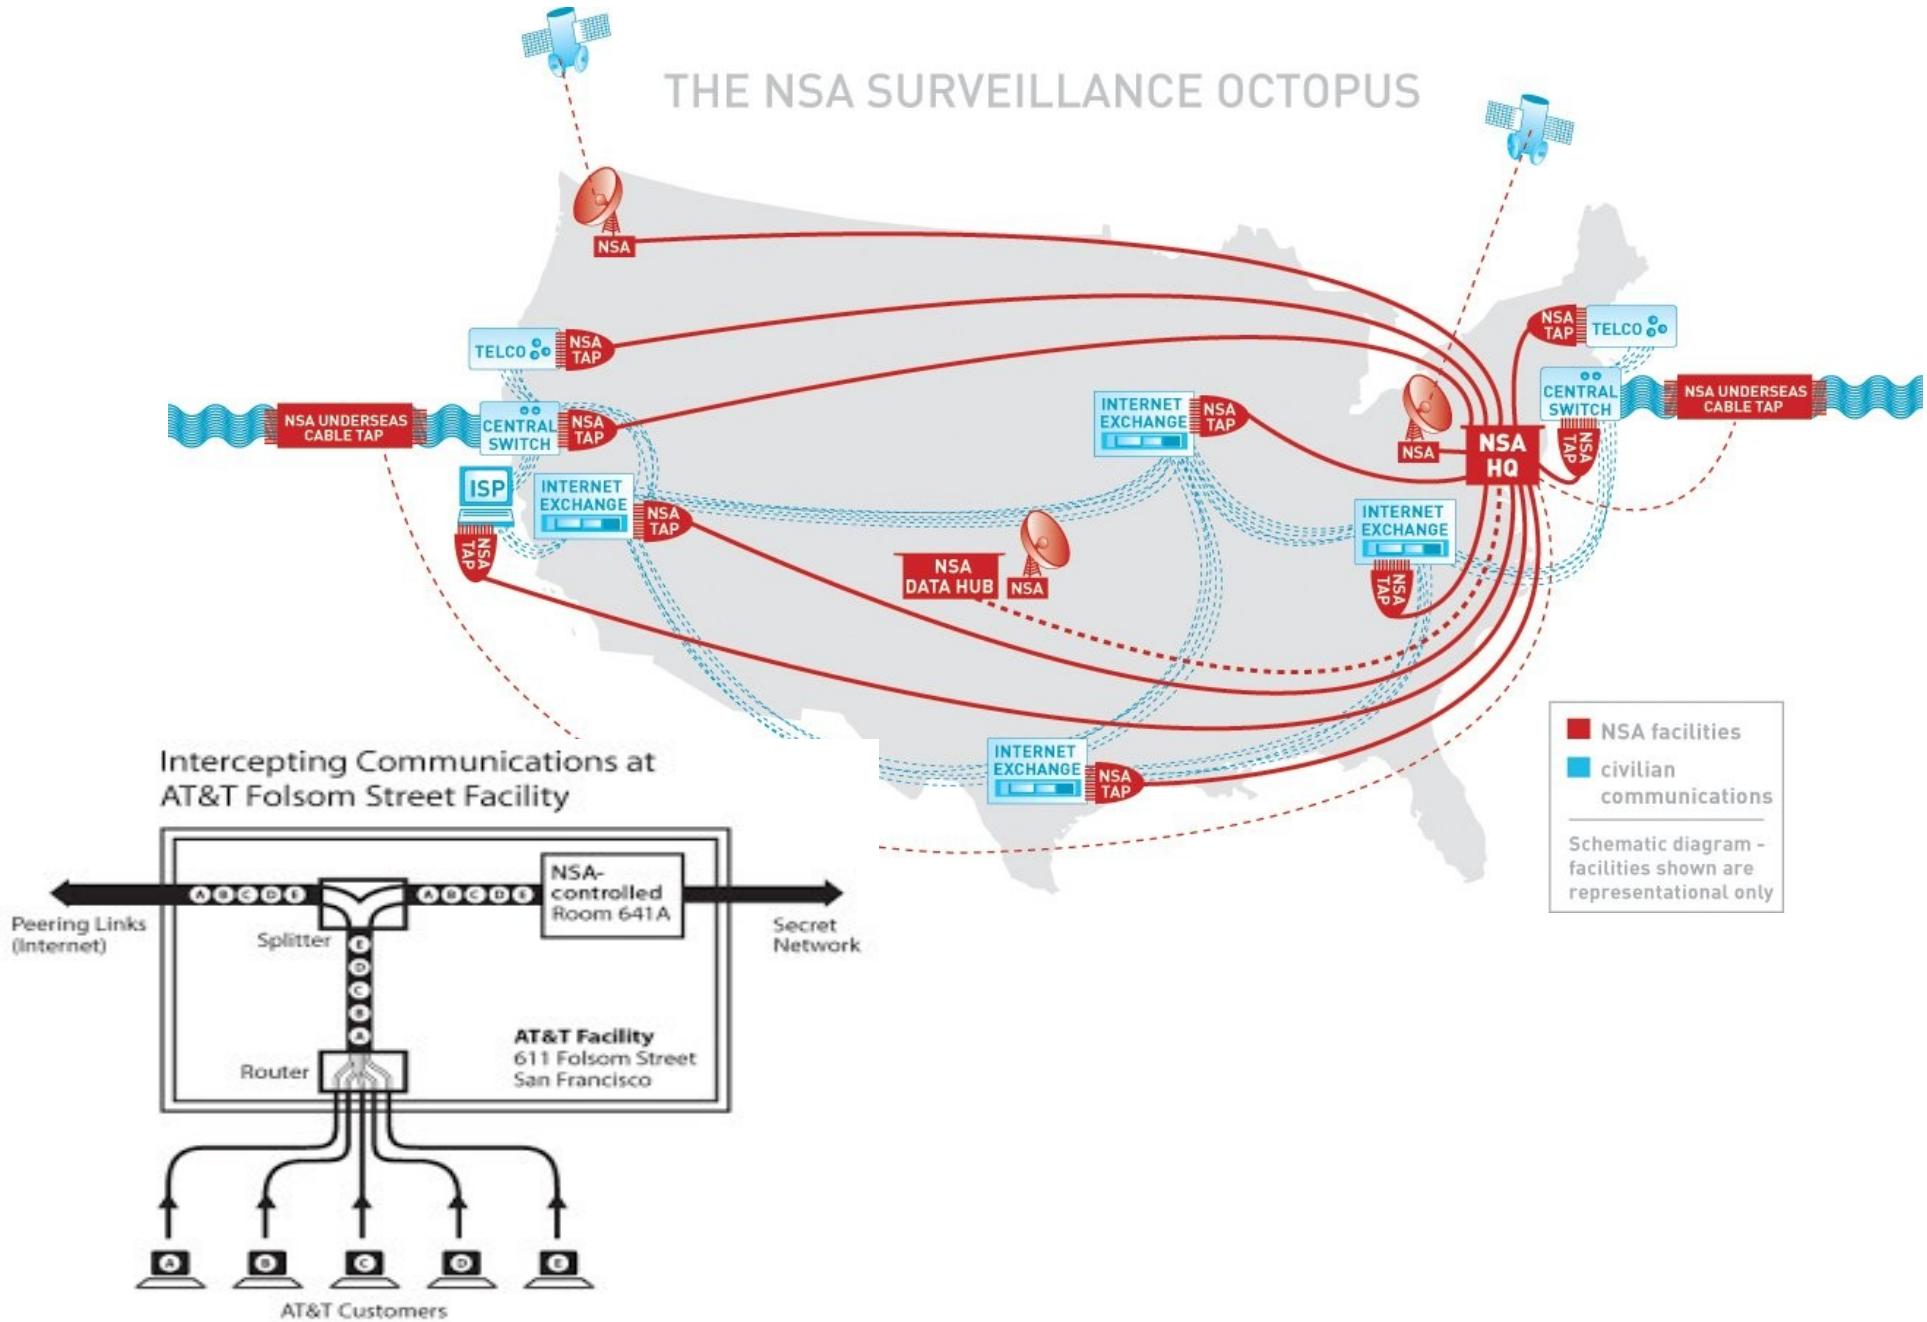 THE NSA SURVEILLANCE OCTOPUS
NSA
TELCO
NSA
TAP
NSA
TAP
TELCO
NSA UNDERSEAS
CABLE TAP
CENTRAL
SWITCH
NSA
TAP
INTERNET
EXCHANGE
NSA
TAP
NSA
NSA
HQ
CENTRAL
SWITCH
NSA
TAP
NSA UNDERSEAS
CABLE TAP
ISP
NSA
TAP
INTERNET
EXCHANGE
NSA
TAP
NSA
DATA HUB
NSA
INTERNET
EXCHANGE
NSA
TAP
INTERNET
EXCHANGE
NSA
TAP
NSA facilities
civilian
communications
Schematic diagram -
facilities shown are
representational only
Intercepting Communications at
AT&T Folsom Street Facility
Peering Links
(Internet)
A B C D E
Splitter
A B C D E
NSA-
controlled
Room 641A
Secret
Network
E
D
C
B
A
Router
AT&T Facility
611 Folsom Street
San Francisco
A B C D E
AT&T Customers